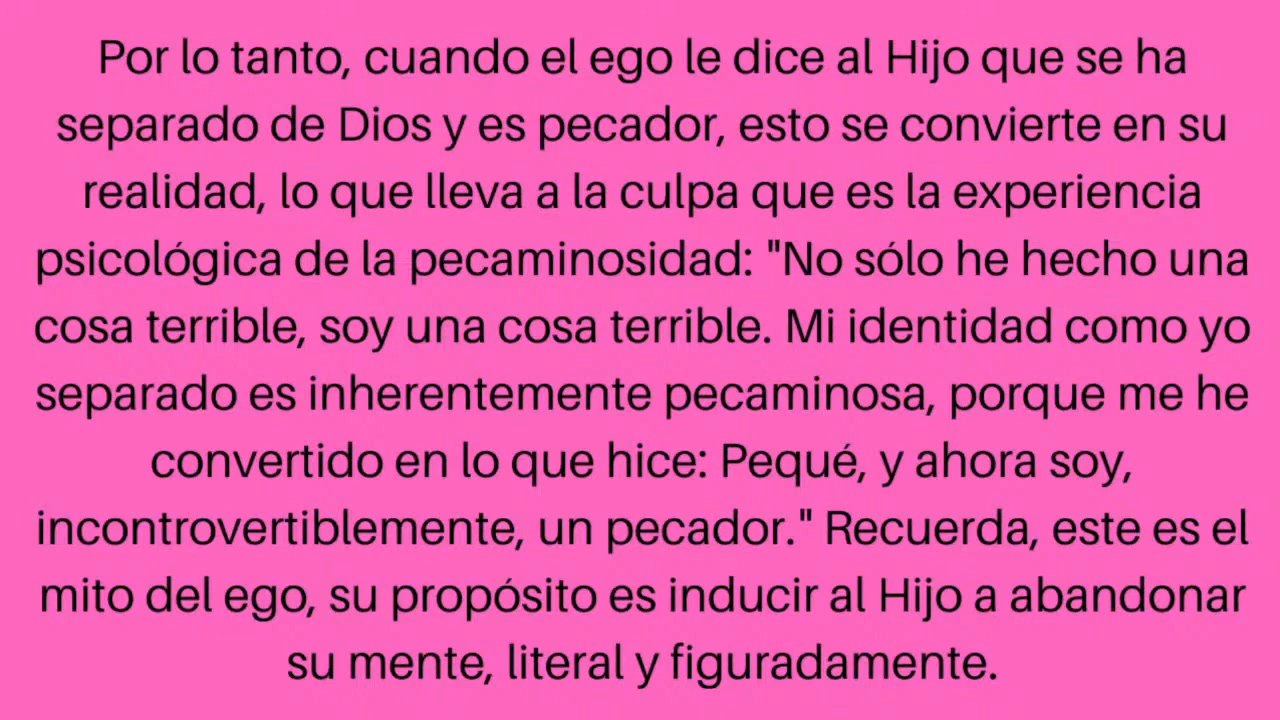 Por lo tanto, cuando el ego le dice al Hijo que se ha
separado de Dios y es pecador, esto se convierte en su
realidad, lo que lleva a la culpa que es la experiencia
psicológica de la pecaminosidad: "No sólo he hecho una
cosa terrible, soy una cosa terrible. Mi identidad como yo
separado es inherentemente pecaminosa, porque me he
convertido en lo que hice: Pequé, y ahora soy,
incontrovertiblemente, un pecador." Recuerda, este es el
mito del ego, su propósito es inducir al Hijo a abandonar
su mente, literal y figuradamente.